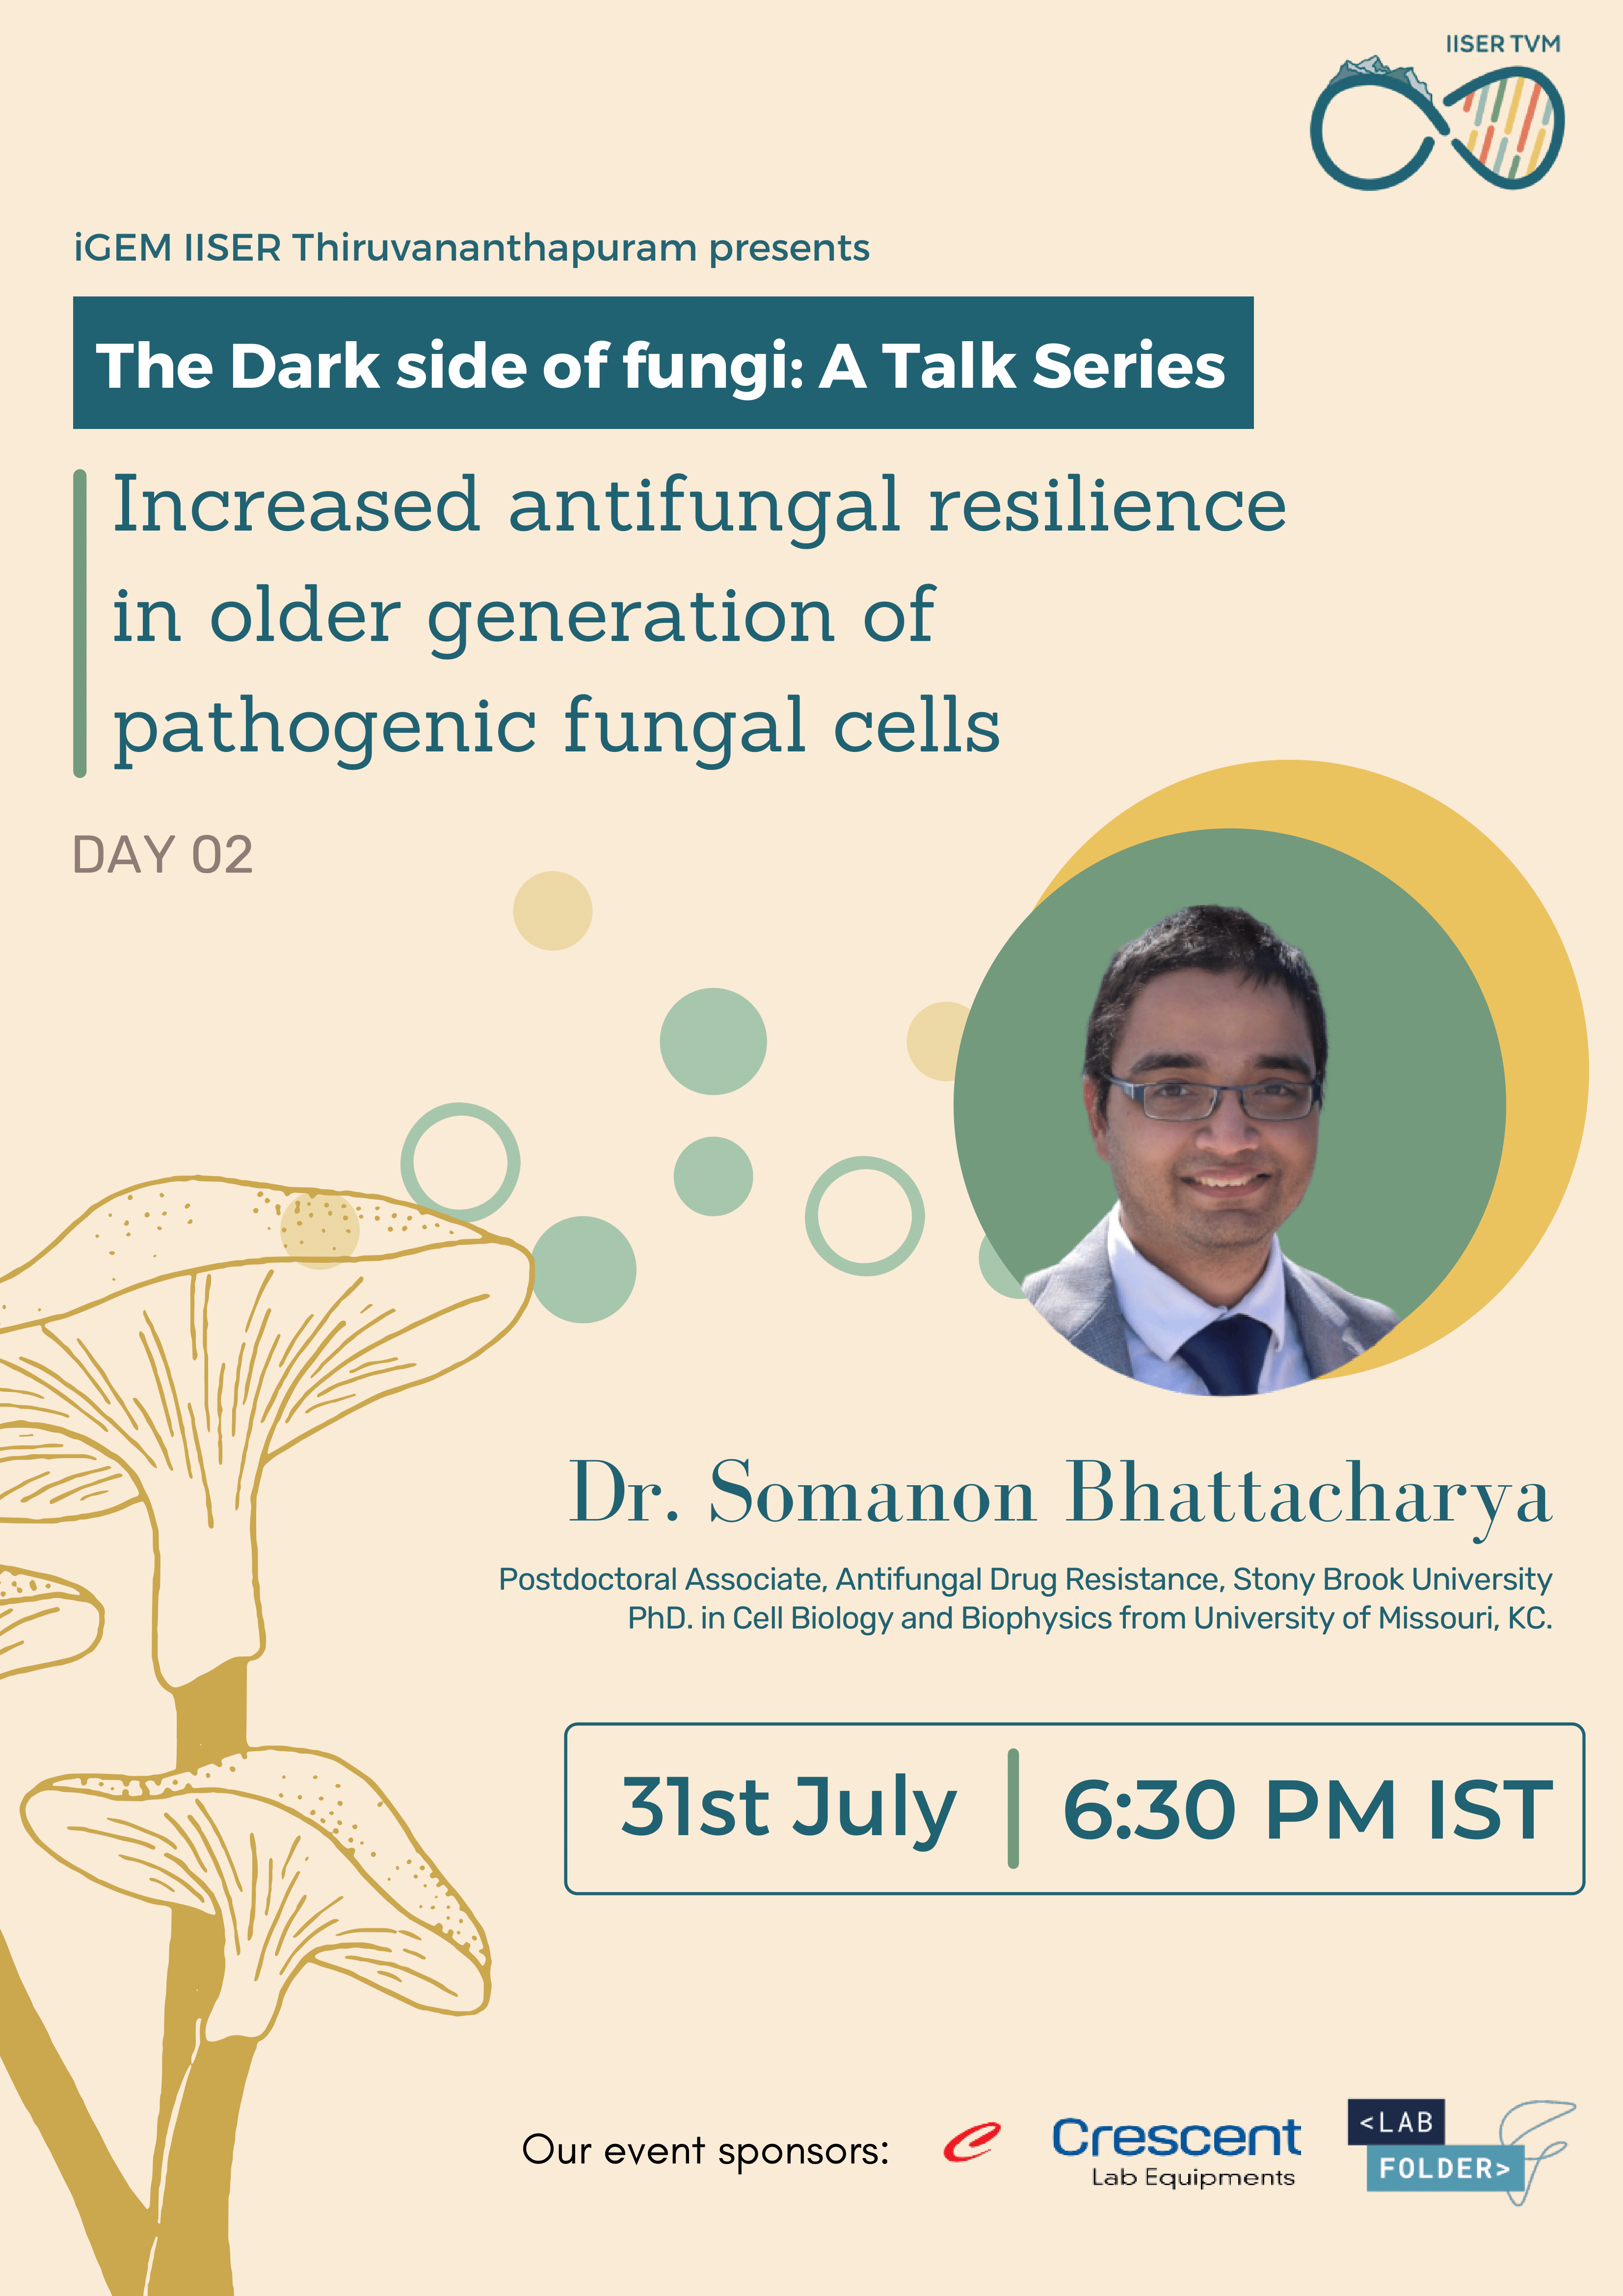 IISER TVM
iGEM IISER Thiruvananthapuram presents
The Dark side of fungi: A Talk Series
Increased antifungal resilience
in older generation of
pathogenic fungal cells
DAY 02
Dr. Somanon Bhattacharya
Postdoctoral Associate, Antifungal Drug Resistance, Stony Brook University
PhD. in Cell Biology and Biophysics from University of Missouri, KC.
31st July
6:30 PM IST
Our event sponsors:
Crescent
Lab Equipments
<LAB
FOLDER>